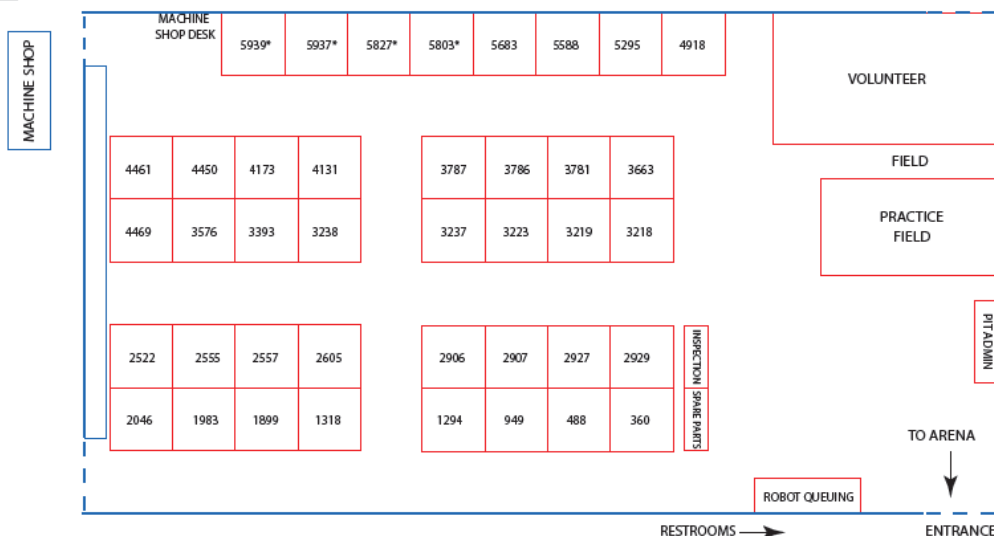 MACHINE
SHOP DESK
5939* 5937* 5827* 5803* 5683 5588 5295 4918
VOLUNTEER
MACHINE SHOP
4461 4450 4173 4131 3787 3786 3781 3663
FIELD
4469 3576 3393 3238 3237 3223 3219 3218
PRACTICE
FIELD
PIT ADMIN
2522 2555 2557 2605 2906 2907 2927 2929
INSPECTION
2046 1983 1899 1318 1294 949 488 360
SPARE PARTS
TO ARENA
ROBOT QUEUING
RESTROOMS
ENTRANCE